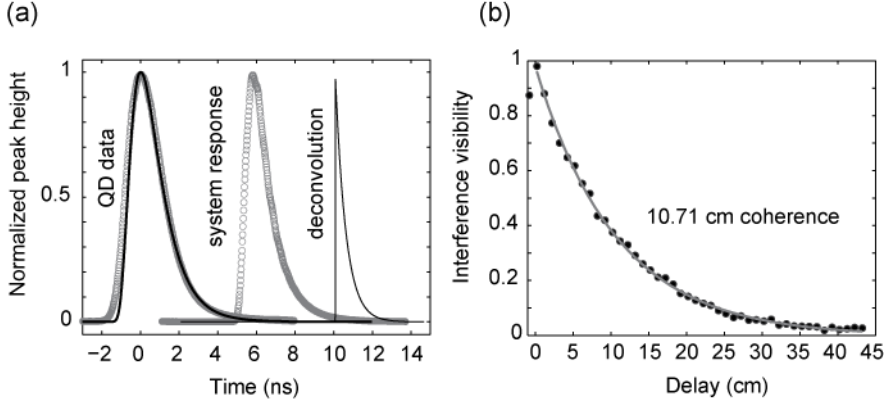 (a)
Normalized peak height
1
0.5
0
QD data
system response
deconvolution
−2 0 2 4 6 8 10 12 14
Time (ns)
(b)
Interference visibility
1
0.8
0.6
0.4
0.2
0
10.71 cm coherence
0 5 10 15 20 25 30 35 40 45
Delay (cm)